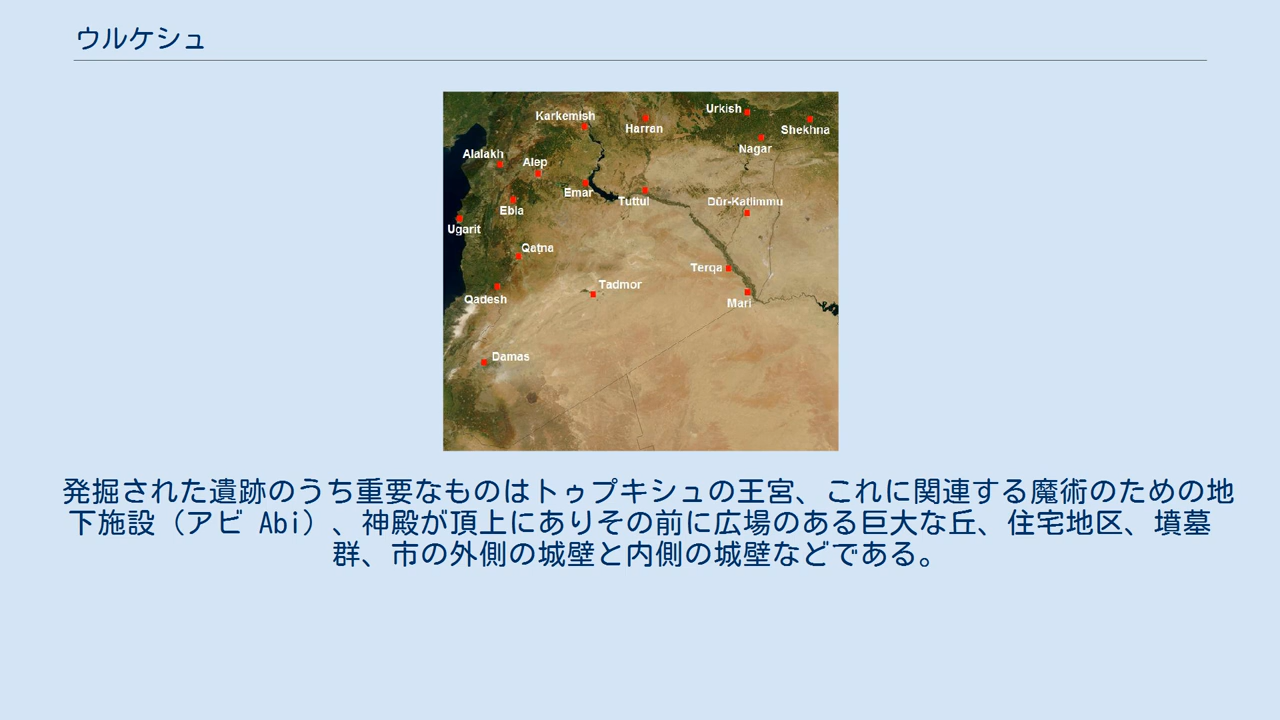 ウルケシュ
Karkemish
Harran
Urkish
Shekhna
Nagar
Alalakh
Alep
Emar
Tuttul
Dûr-Katlimmu
Ebla
Ugarit
Qatna
Terqa
Qadesh
Tadmor
Mari
Damas
発掘された遺跡のうち重要なものはトゥプキシュの王宮、これに関連する魔術のための地
下施設（アビ Abi）、神殿が頂上にありその前に広場のある巨大な丘、住宅地区、墳墓
群、市の外側の城壁と内側の城壁などである。